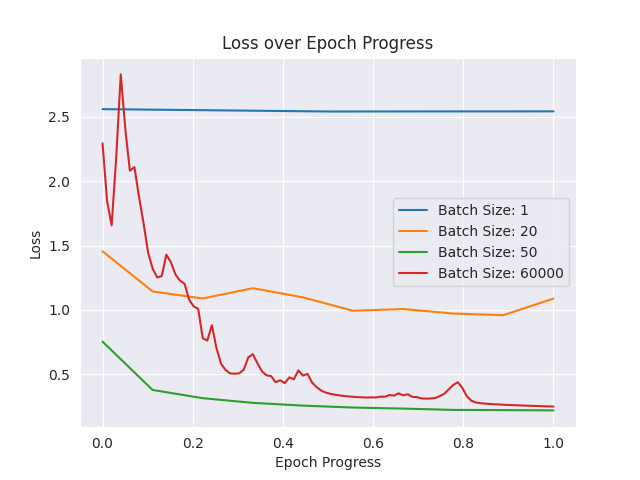 Loss over Epoch Progress
Loss
2.5
2.0
1.5
1.0
0.5
Batch Size: 1
Batch Size: 20
Batch Size: 50
Batch Size: 60000
0.0 0.2 0.4 0.6 0.8 1.0
Epoch Progress